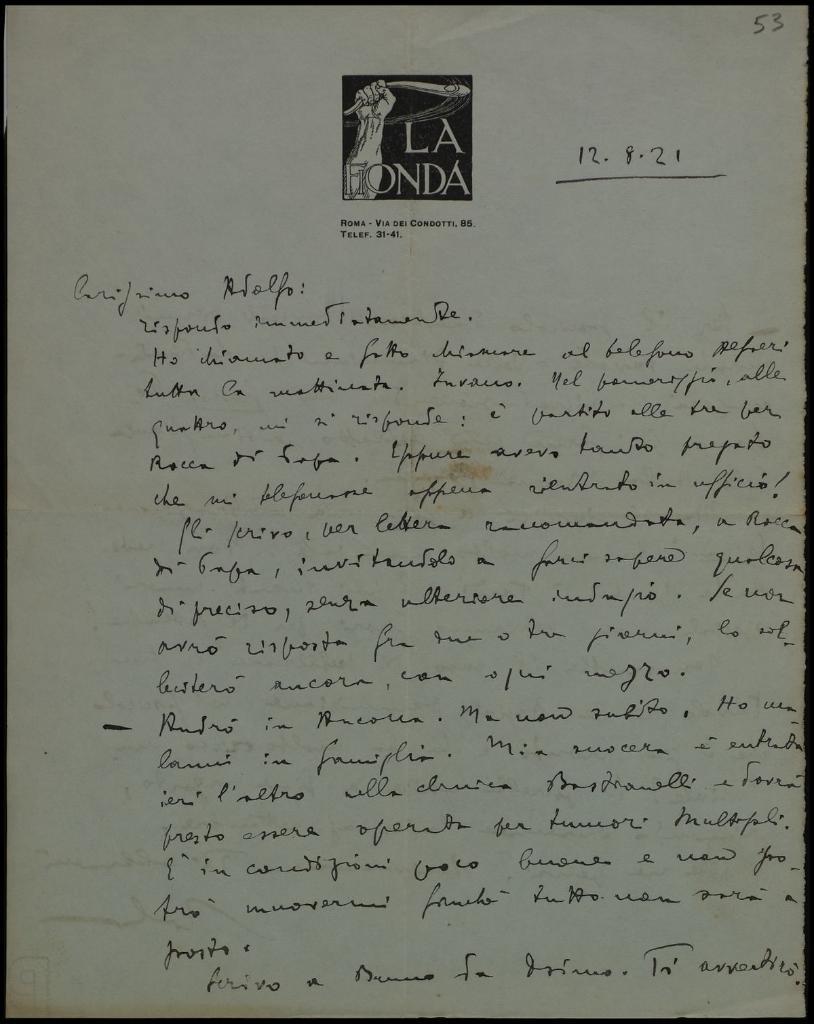 53
LA
FIONDA
12.8.21
ROMA - VIA DEI CONDOTTI, 85.
TELEF. 31-41.
Carissimo Adolfo:
rispondo immediatamente.
Ho chiamato e fatto chiamare al telefono
tutta la mattinata. Invano. Nel pomeriggio, alle
quattro, mi si risponde: è partito alle tre per
Rocca di Papa. Eppure avevo tanto pregato
che mi telefonasse appena rientrato in ufficio!
Gli scrivo, per lettera raccomandata, a Rocca
di Papa, invitandolo a farci sapere qualcosa
di preciso, senza ulteriore indugio. Se non
avrò risposta fra due o tre giorni, lo sol-
leciterò ancora, con ogni mezzo.
— Andrò in Ancona. Ma non subito. Ho ma
lanni in famiglia. Mia suocera è entrata
ieri l'altro alla clinica Bastianelli e dovrà
presto essere operata per tumori multipli.
È in condizioni poco buone e non po-
trò muovermi finché tutto non sarà a
posto.
Scrivo a Bruno da Osimo. Ti avvertirò.